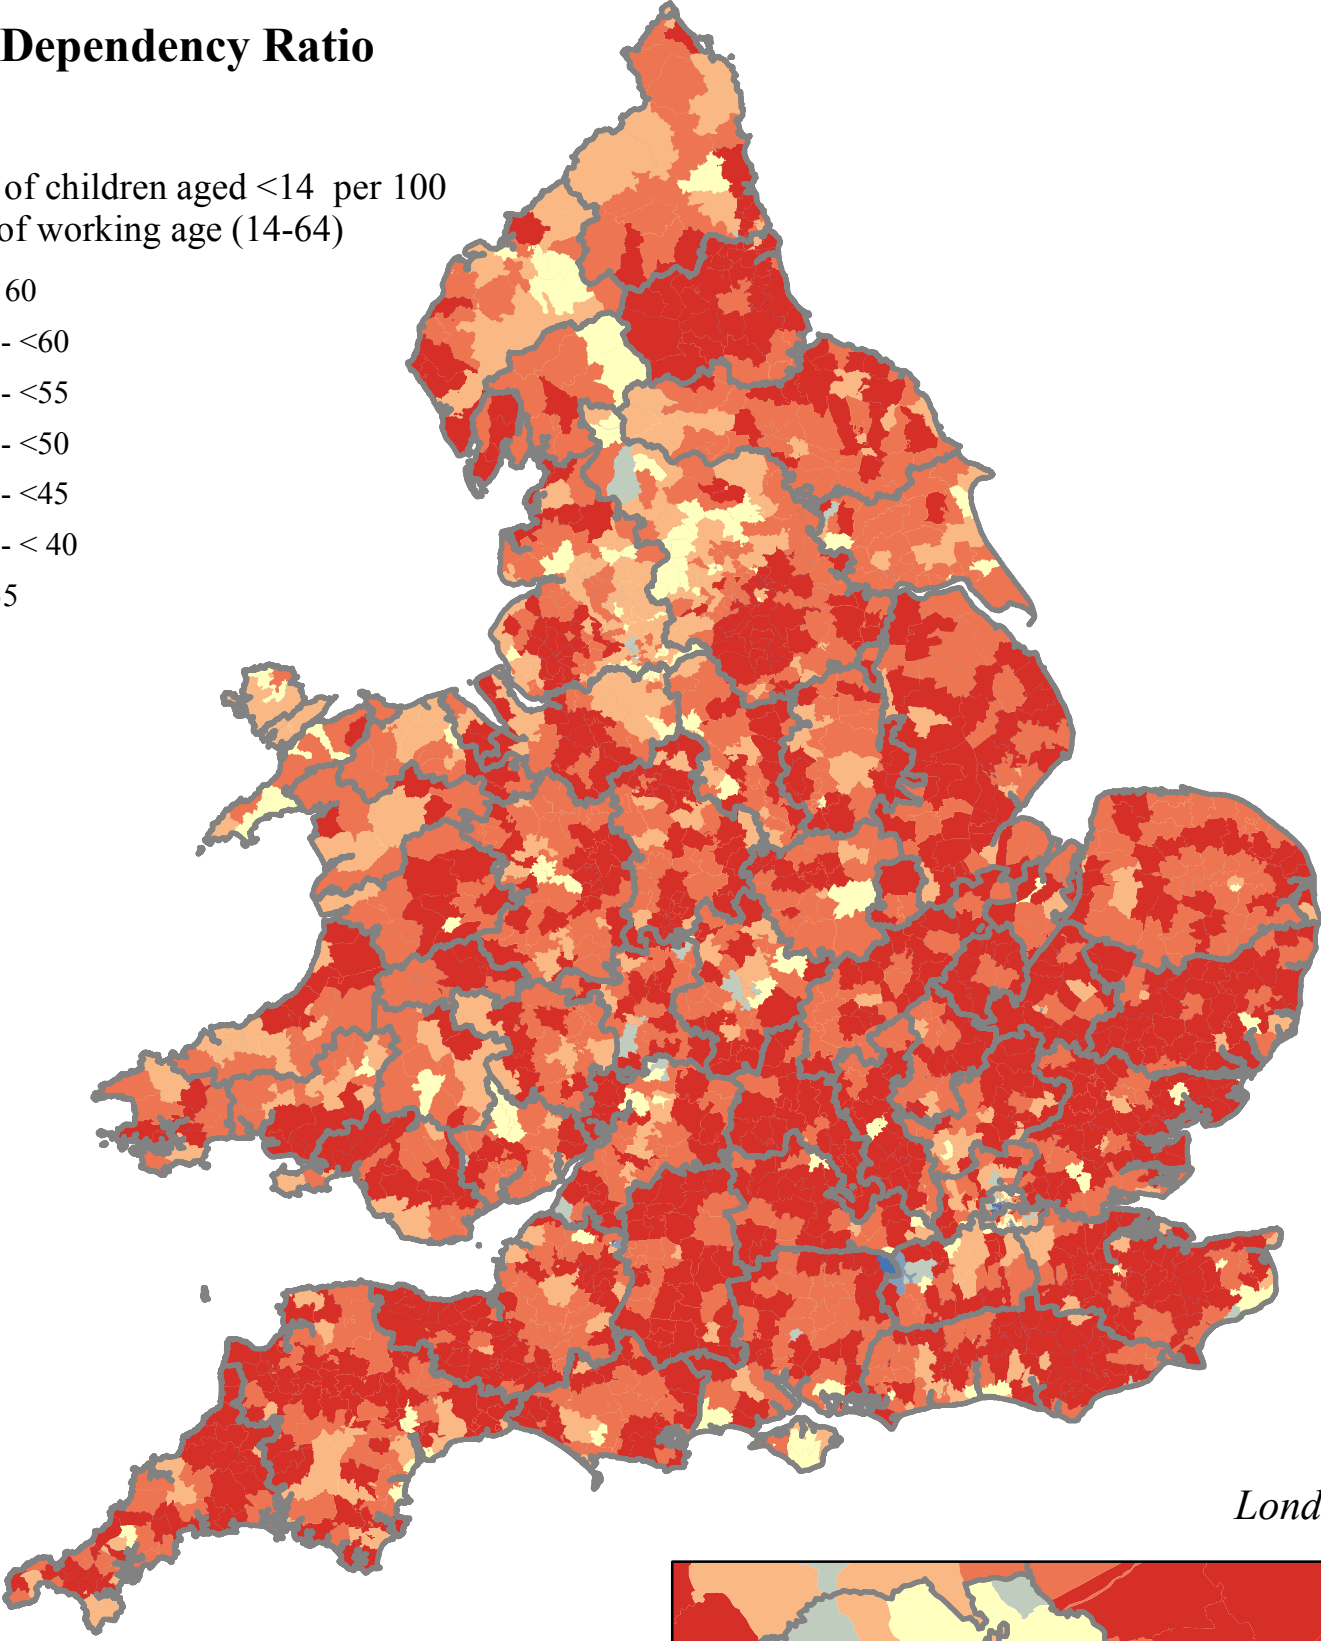 Dependency Ratio
of children aged <14 per 100
of working age (14-64)
60
- <60
- <55
- <50
- <45
- < 40
5
Lond